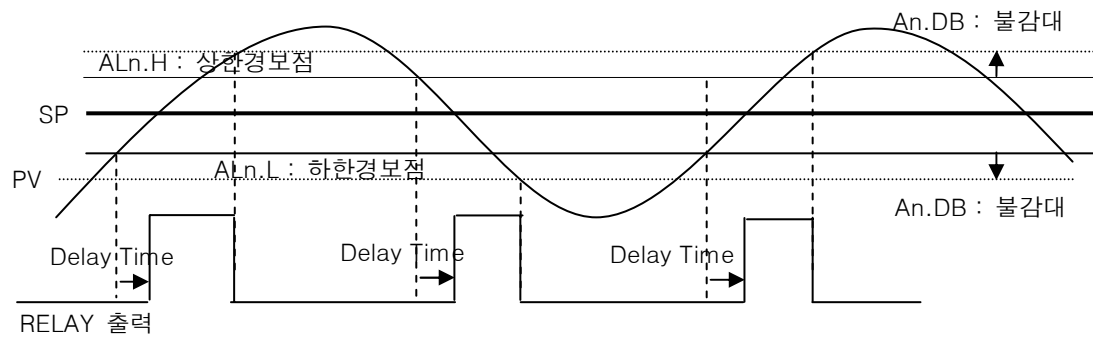 An.DB : 불감대
ALn.H : 상한경보점
SP
ALn.L : 하한경보점
PV
An.DB : 불감대
Delay Time
Delay Time
Delay Time
RELAY 출력